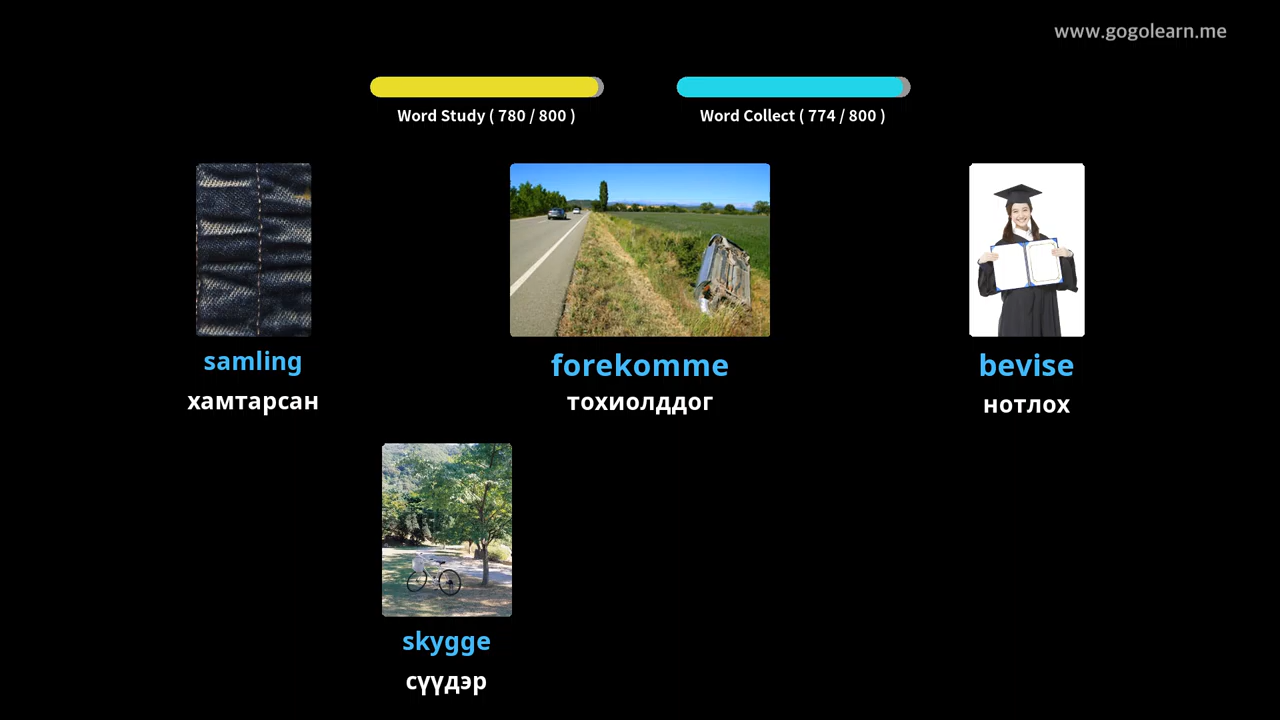 www.gogolearn.me
Word Study ( 780 / 800 )
Word Collect ( 774 / 800 )
samling
хамтарсан
forekomme
тохиолддог
bevise
нотлох
skygge
сүүдэр